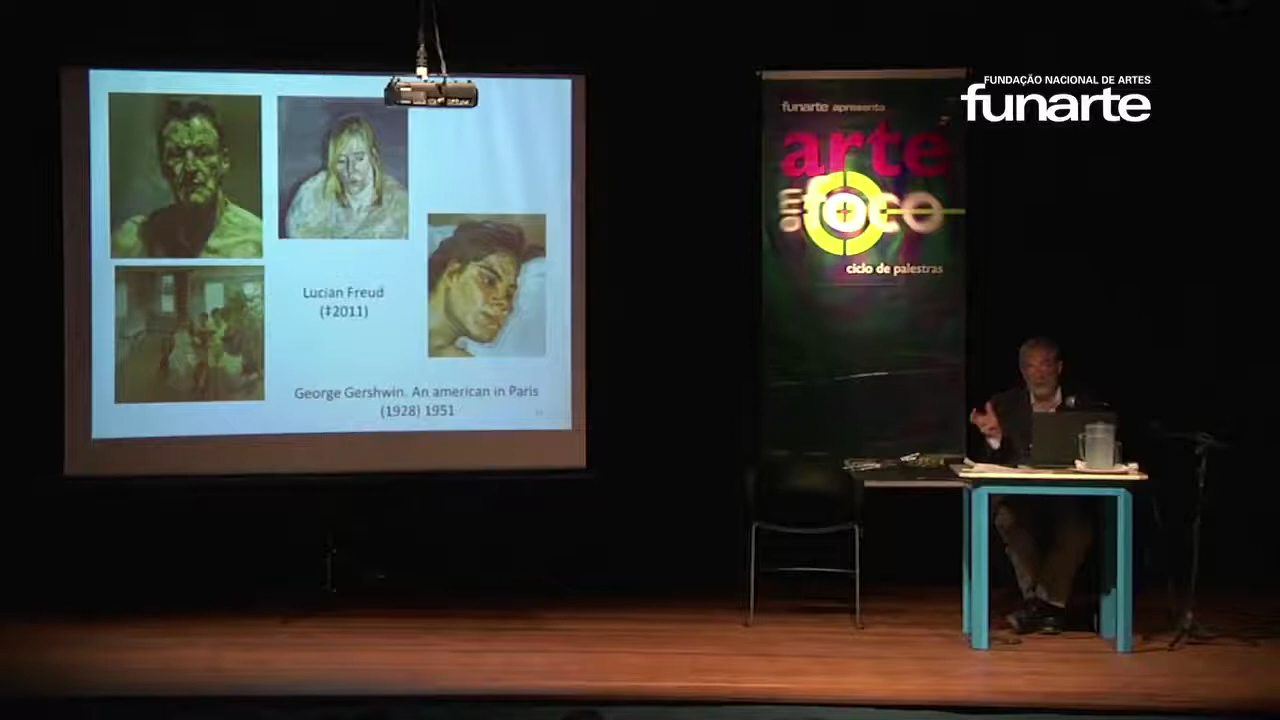 Lucian Freud
(‡2011)
George Gershwin. An american in Paris
(1928) 1951
funarte apresenta
arte
em foco
ciclo de palestras
FUNDAÇÃO NACIONAL DE ARTES
funarte